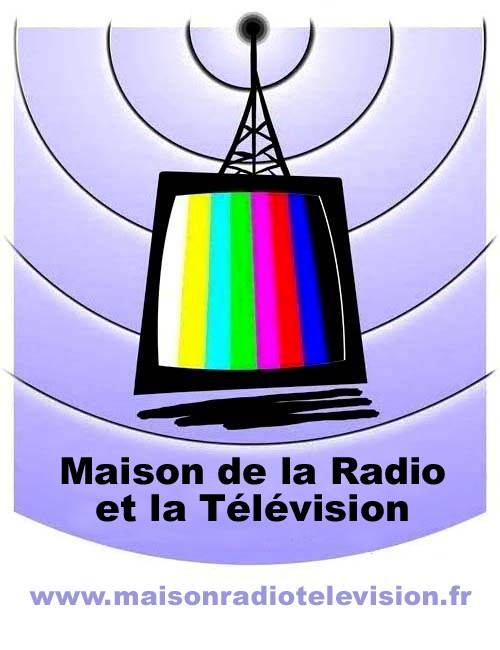 Maison de la Radio
et la Télévision
www.maisonradiotelevision.fr